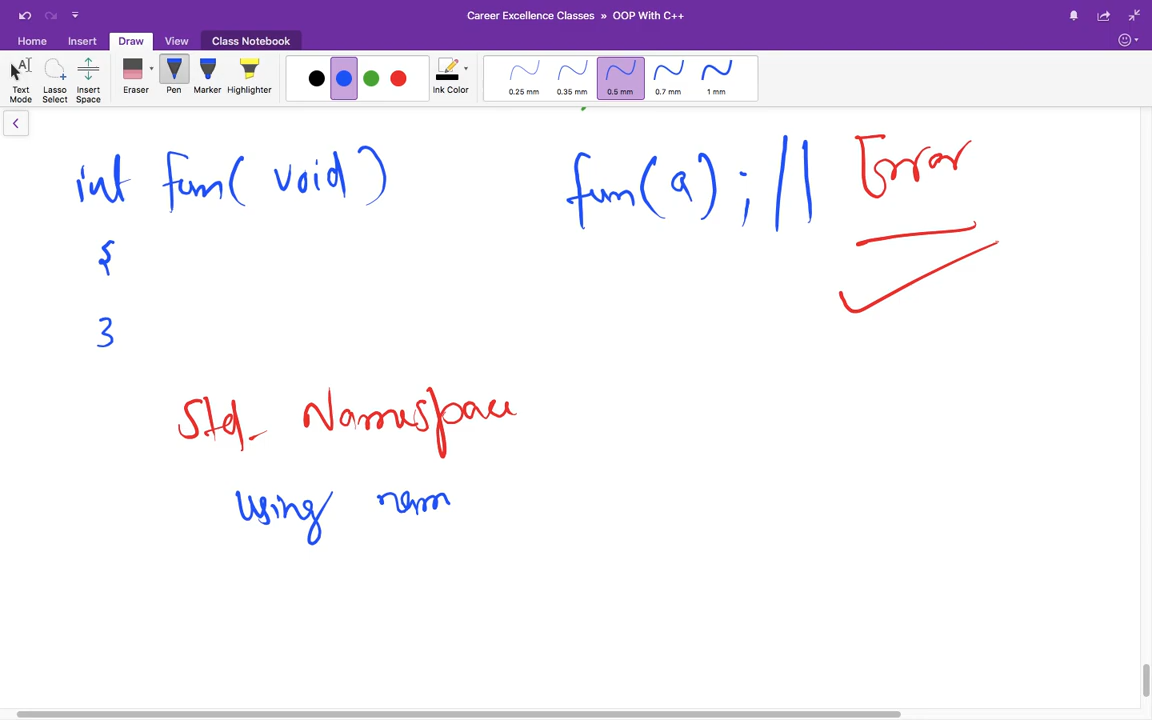 Career Excellence Classes » OOP With C++
Home Insert Draw View Class Notebook
Text Mode Lasso Select Insert Space Eraser Pen Marker Highlighter Ink Color 0.25 mm 0.35 mm 0.5 mm 0.7 mm 1 mm
int fun( void ) fun(a) ; // Error
{
}
Std. Namespace
using nam